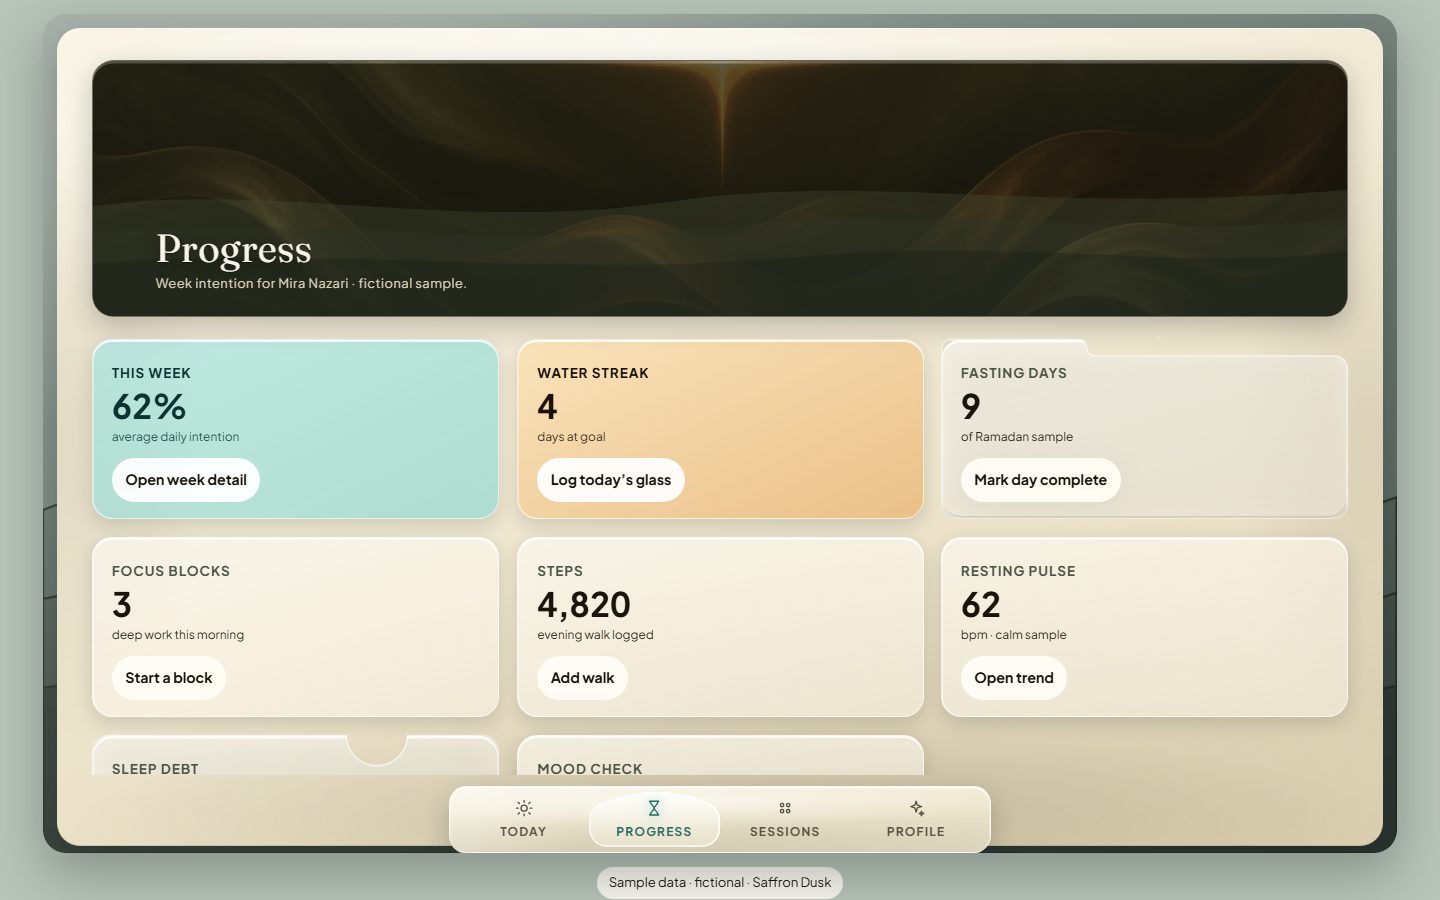 Progress
Week intention for Mira Nazari · fictional sample.
THIS WEEK
62%
average daily intention
Open week detail
WATER STREAK
4
days at goal
Log today’s glass
FASTING DAYS
9
of Ramadan sample
Mark day complete
FOCUS BLOCKS
3
deep work this morning
Start a block
STEPS
4,820
evening walk logged
Add walk
RESTING PULSE
62
bpm · calm sample
Open trend
SLEEP DEBT
MOOD CHECK
TODAY
PROGRESS
SESSIONS
PROFILE
Sample data · fictional · Saffron Dusk